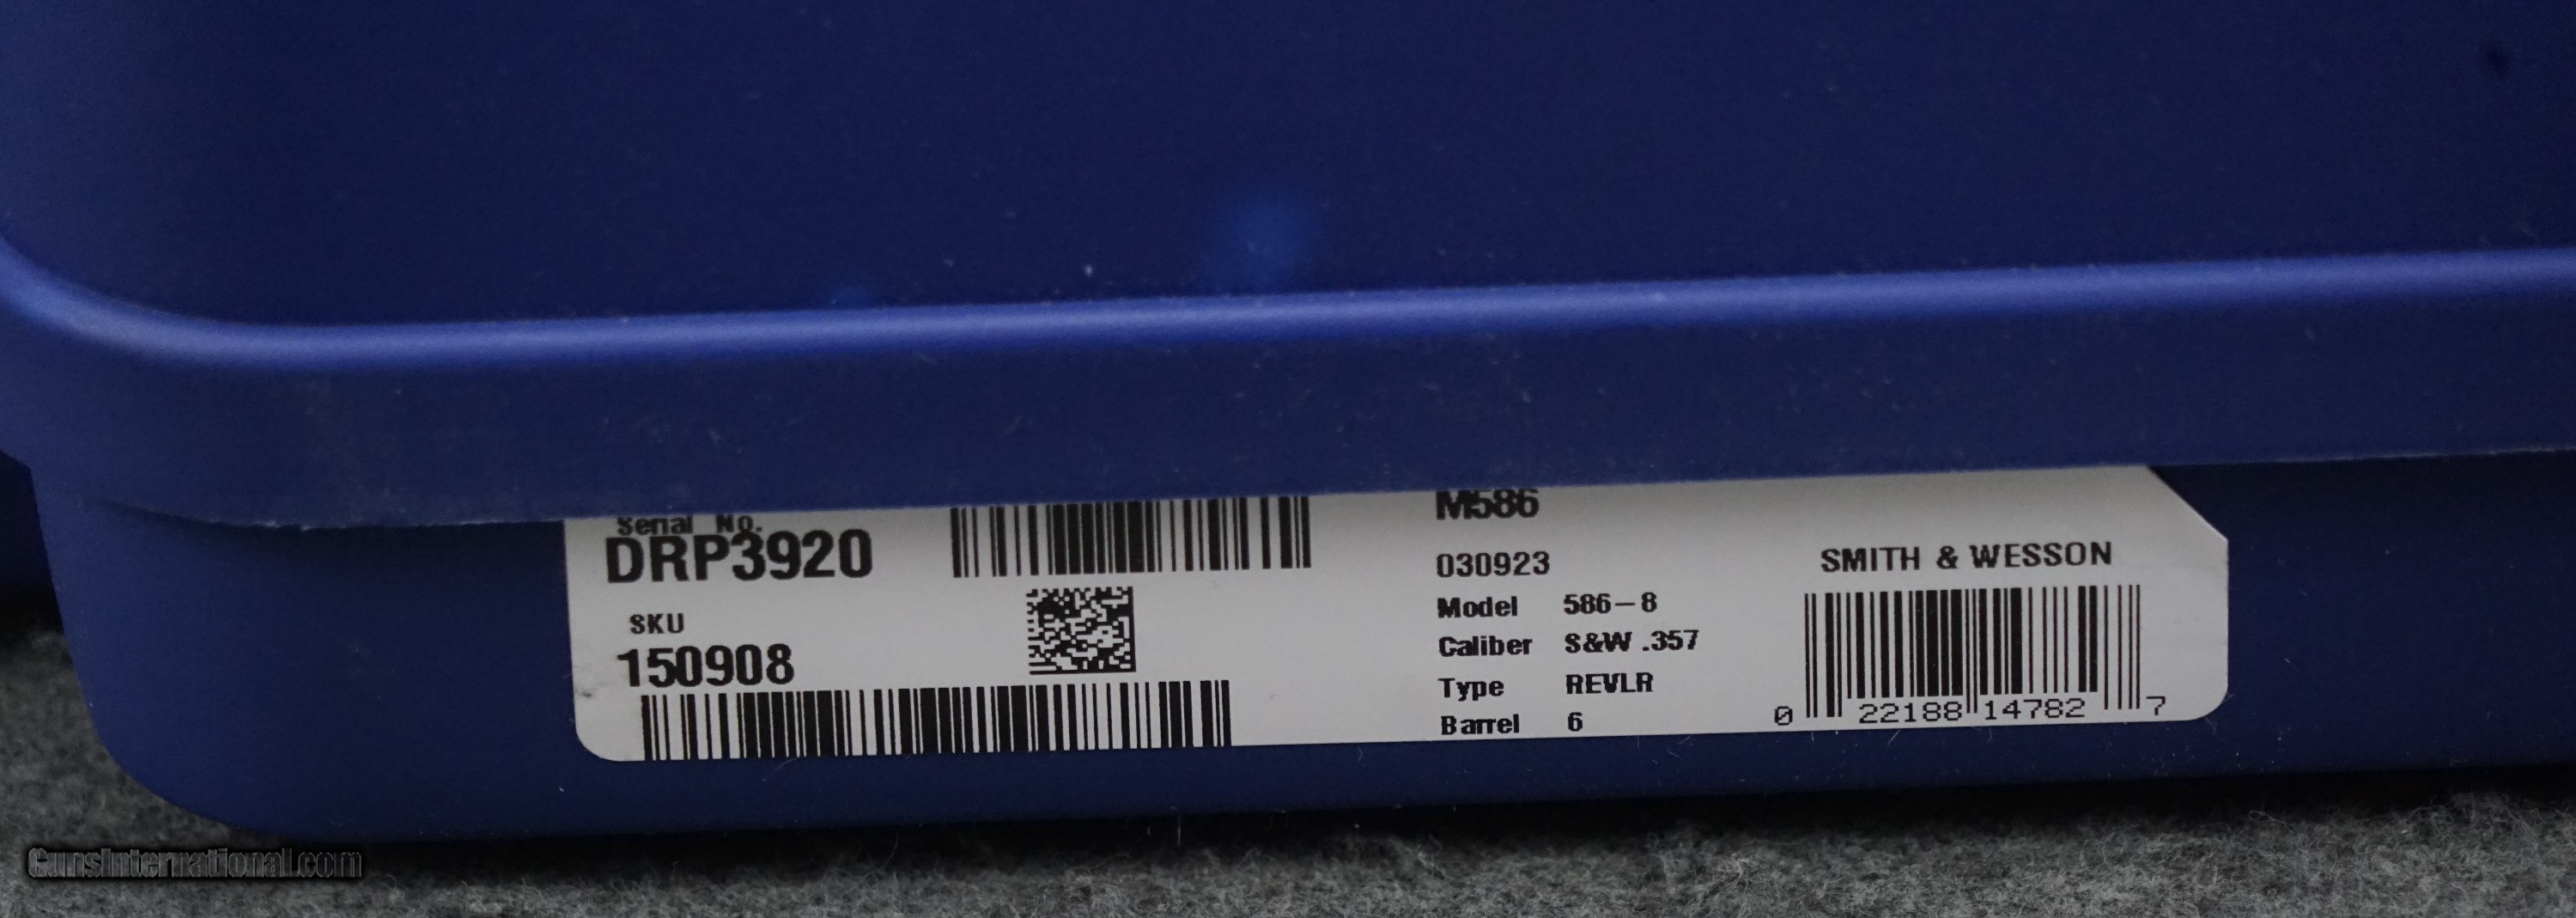 Serial No.
DRP3920
SKU
150908
M586
030923
Model 586-8
Caliber S&W .357
Type REVLR
Barrel 6
SMITH & WESSON
0 22188 14782 7
GunsInternational.com